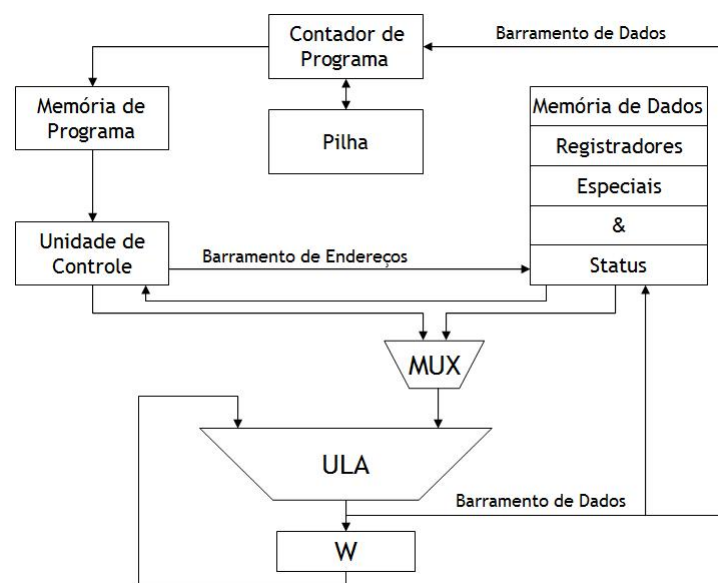 Contador de
Programa
Barramento de Dados
Memória de
Programa
Pilha
Memória de Dados
Registradores
Especiais
&
Status
Unidade de
Controle
Barramento de Endereços
MUX
ULA
Barramento de Dados
W